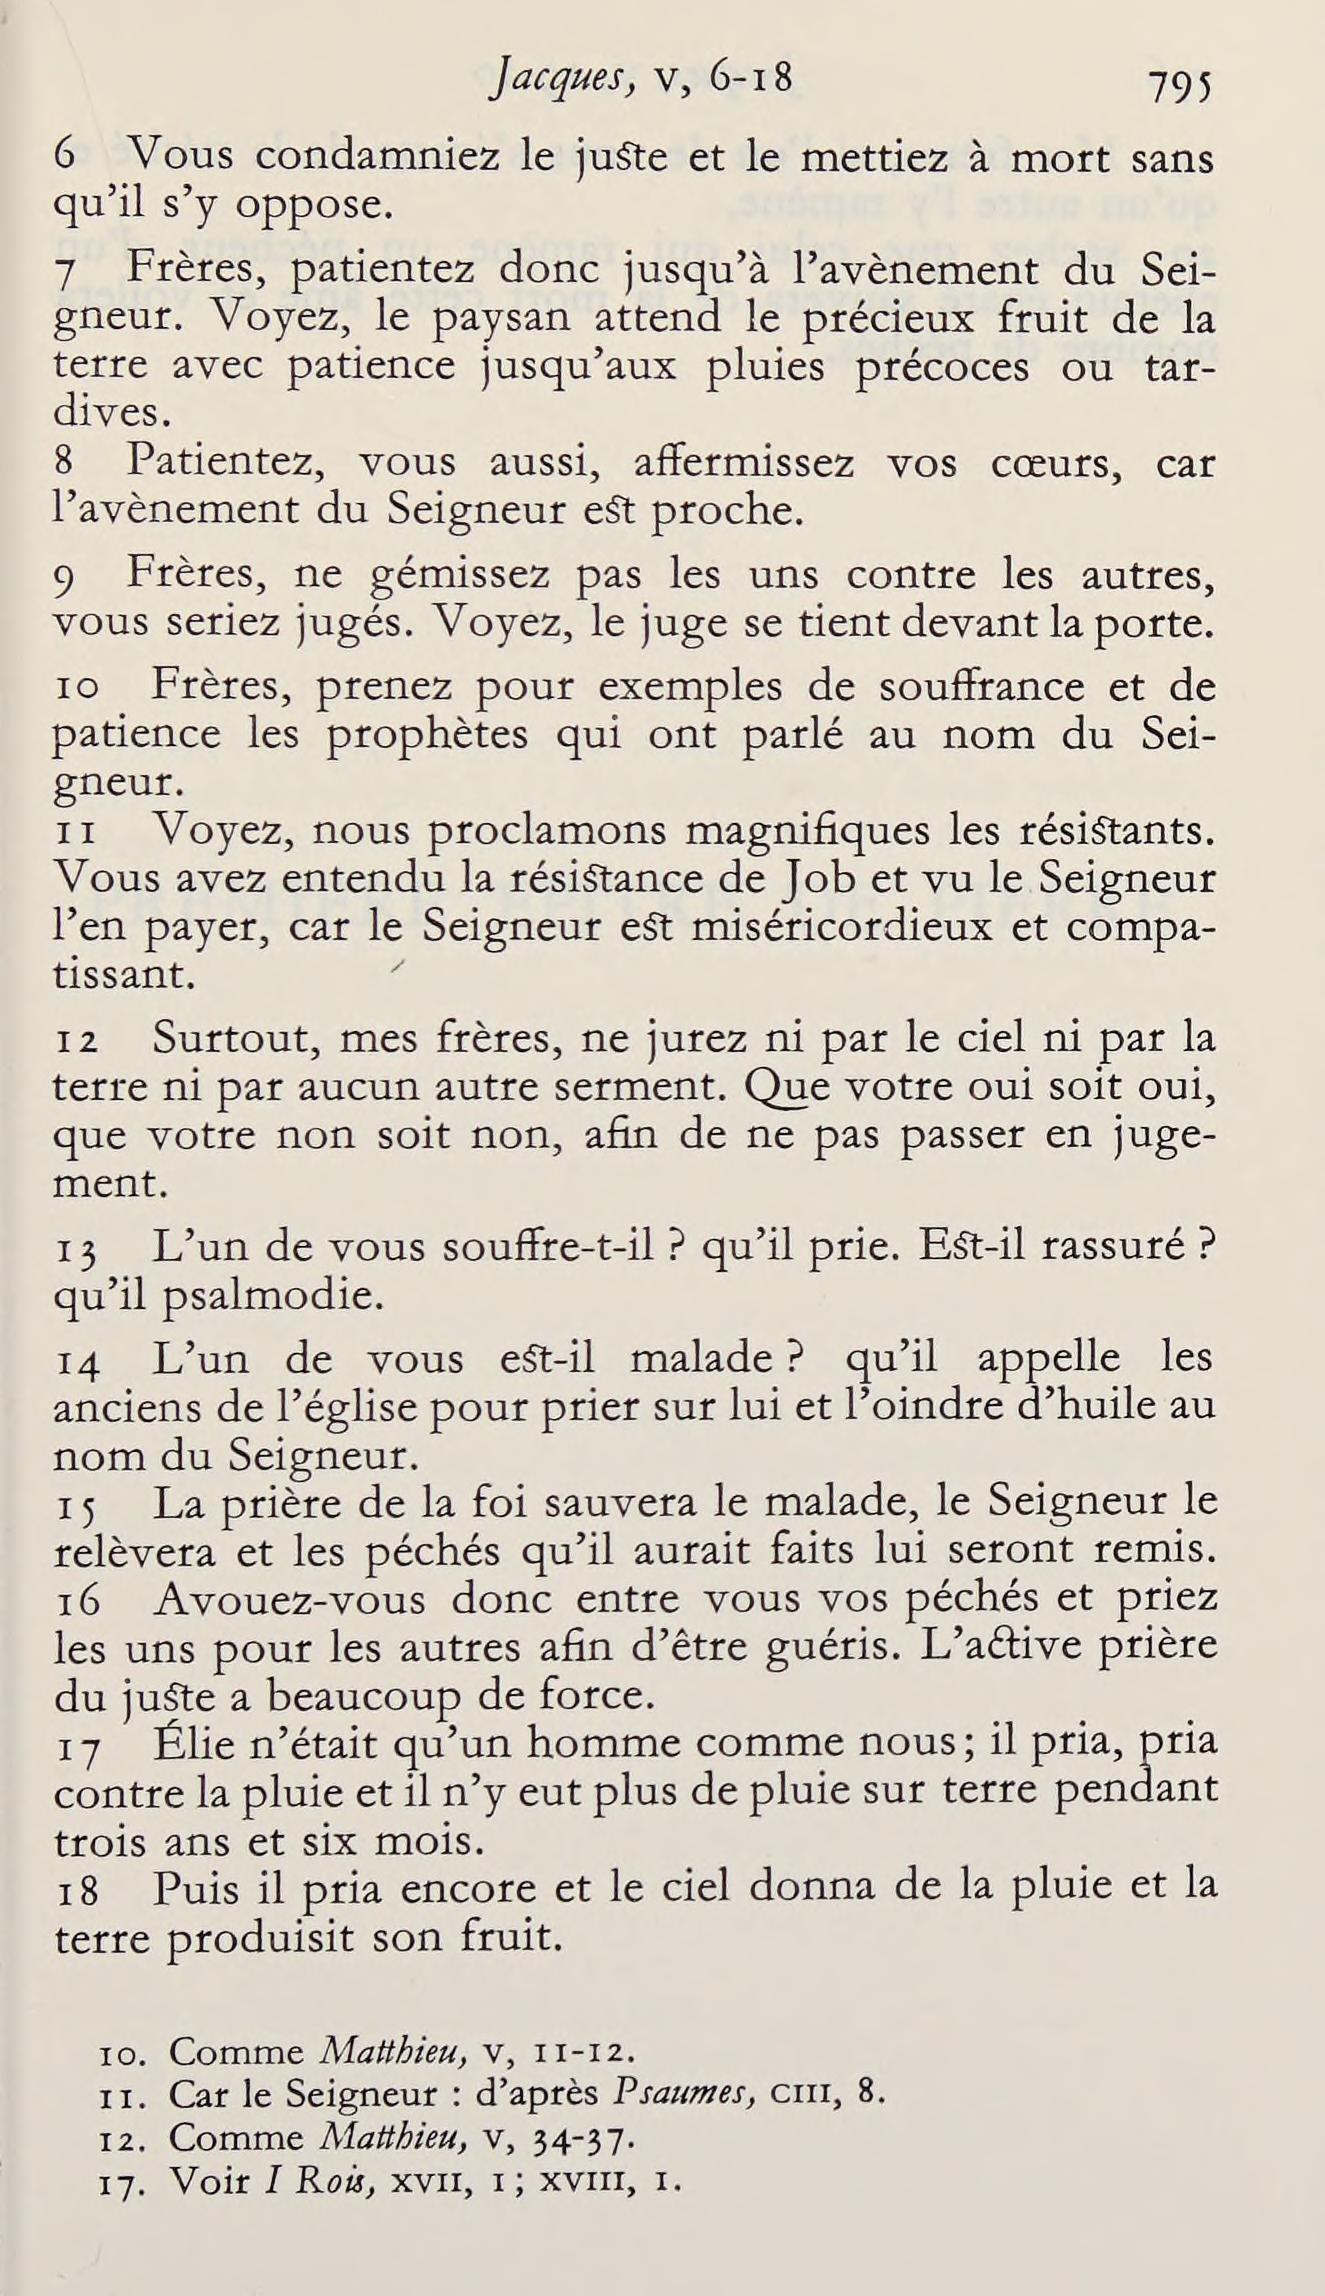 Jacques, V, 6-18 795
6 Vous condamniez le juste et le mettiez à mort sans
qu’il s’y oppose.
7 Frères, patientez donc jusqu’à l’avènement du Sei-
gneur. Voyez, le paysan attend le précieux fruit de la
terre avec patience jusqu’aux pluies précoces ou tar-
dives.
8 Patientez, vous aussi, affermissez vos cœurs, car
l’avènement du Seigneur est proche.
9 Frères, ne gémissez pas les uns contre les autres,
vous seriez jugés. Voyez, le juge se tient devant la porte.
10 Frères, prenez pour exemples de souffrance et de
patience les prophètes qui ont parlé au nom du Sei-
gneur.
11 Voyez, nous proclamons magnifiques les résistants.
Vous avez entendu la résistance de Job et vu le Seigneur
l’en payer, car le Seigneur est miséricordieux et compa-
tissant.
12 Surtout, mes frères, ne jurez ni par le ciel ni par la
terre ni par aucun autre serment. Que votre oui soit oui,
que votre non soit non, afin de ne pas passer en juge-
ment.
13 L’un de vous souffre-t-il ? qu’il prie. Est-il rassuré ?
qu’il psalmodie.
14 L’un de vous est-il malade ? qu’il appelle les
anciens de l’église pour prier sur lui et l’oindre d’huile au
nom du Seigneur.
15 La prière de la foi sauvera le malade, le Seigneur le
relèvera et les péchés qu’il aurait faits lui seront remis.
16 Avouez-vous donc entre vous vos péchés et priez
les uns pour les autres afin d’être guéris. L’active prière
du juste a beaucoup de force.
17 Élie n’était qu’un homme comme nous ; il pria, pria
contre la pluie et il n’y eut plus de pluie sur terre pendant
trois ans et six mois.
18 Puis il pria encore et le ciel donna de la pluie et la
terre produisit son fruit.
10. Comme Matthieu, V, 11-12.
11. Car le Seigneur : d’après Psaumes, CIII, 8.
12. Comme Matthieu, V, 34-37.
17. Voir I Rois, XVII, 1 ; XVIII, 1.